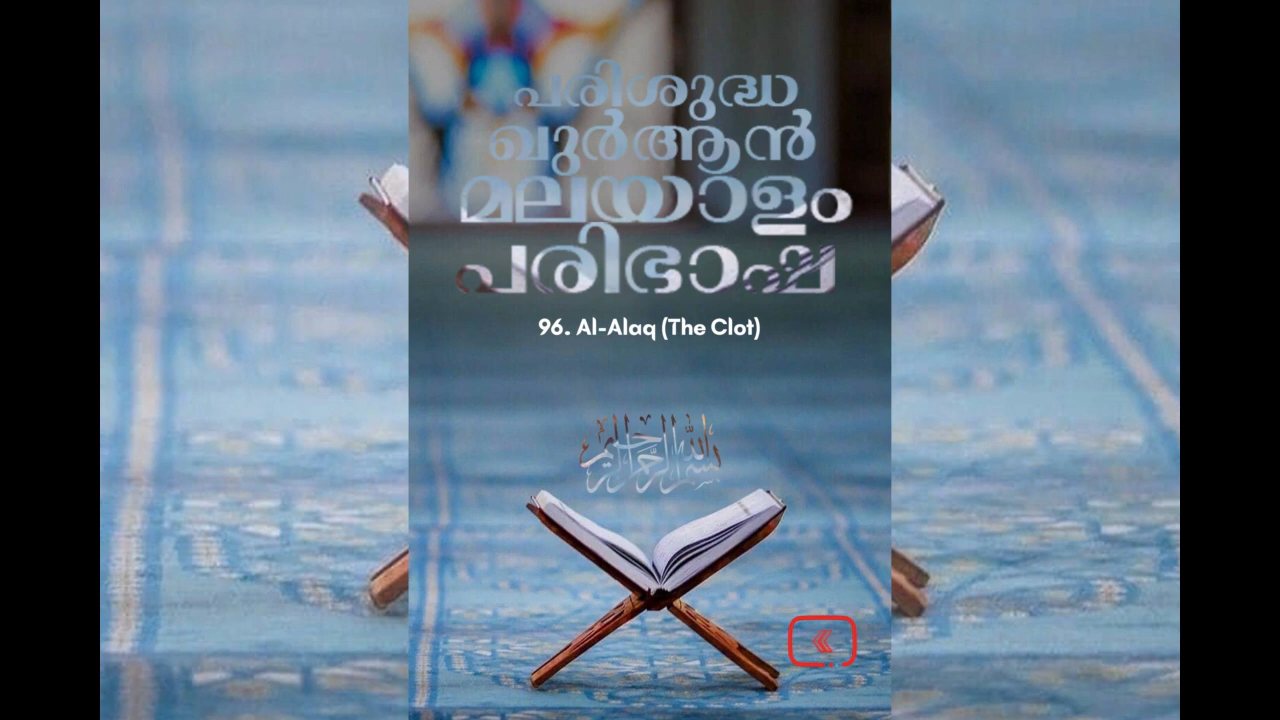 പരിശുദ്ധ
ഖുർആൻ
മലയാളം
പരിഭാഷ
96. Al-Alaq (The Clot)
بسم الله الرحمن الرحيم